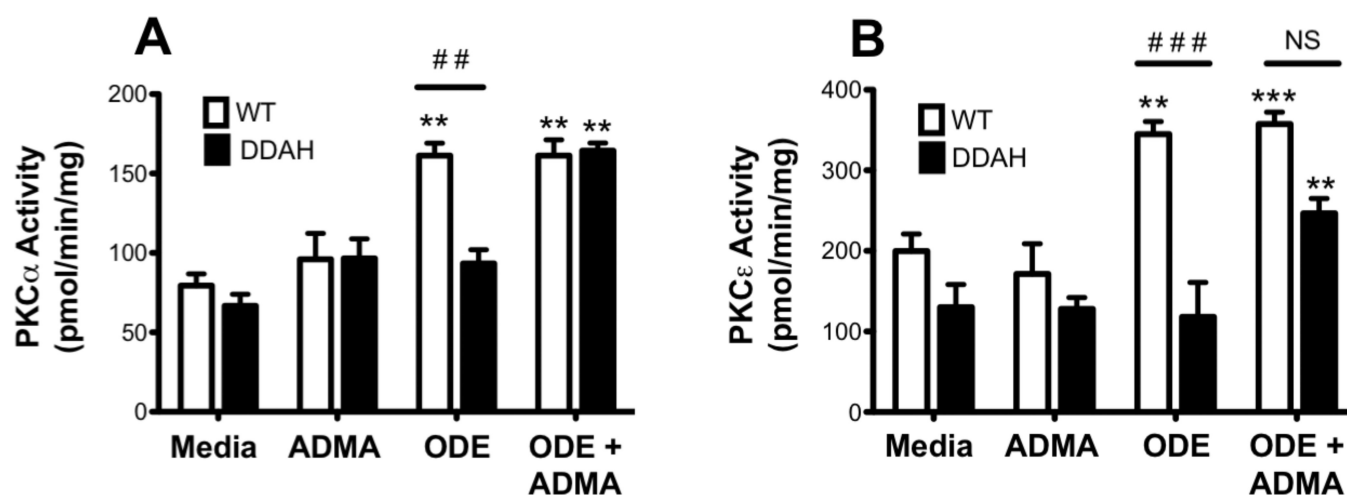 A
# #
200
WT
** ** **
DDAH
150
100
50
0
PKCα Activity
(pmol/min/mg)
Media ADMA ODE ODE +
ADMA
B
# # # NS
400
WT
** ***
DDAH
300
**
200
100
0
PKCε Activity
(pmol/min/mg)
Media ADMA ODE ODE +
ADMA